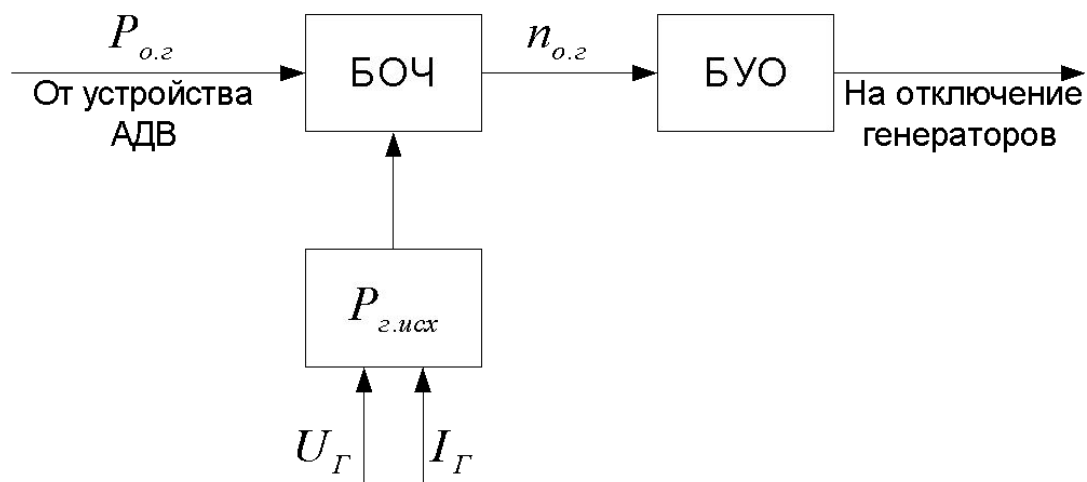 P о.г
БОЧ
n о.г
БУО
От устройства
АДВ
На отключение
генераторов
P г.исх
U Г
I Г